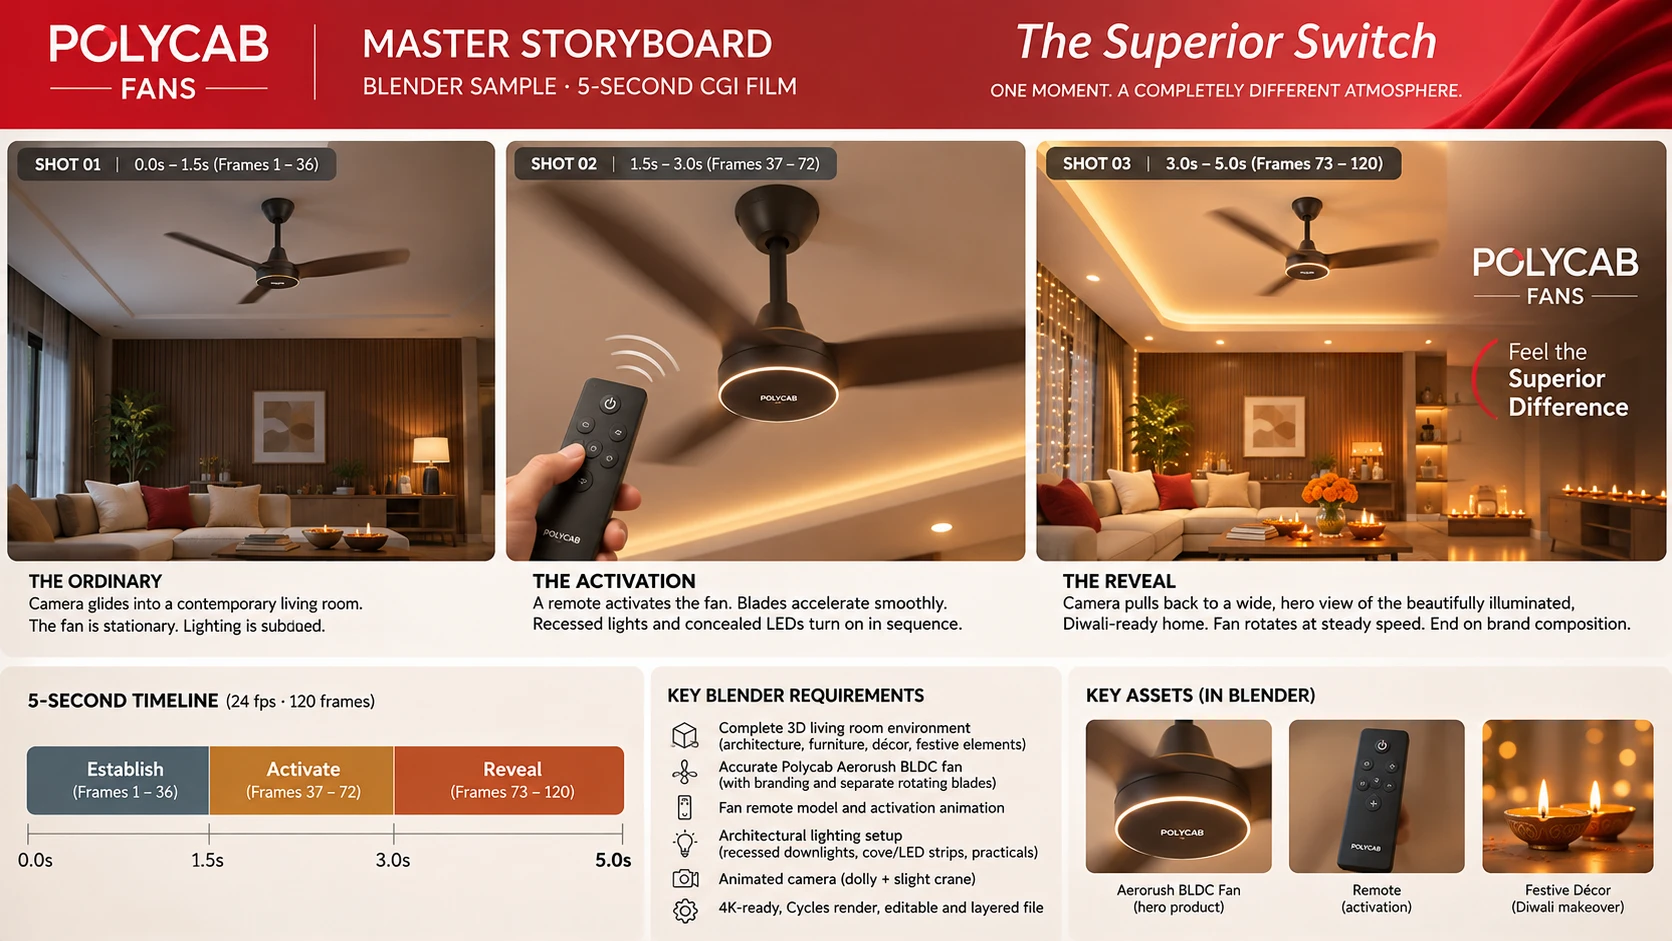 POLYCAB
FANS
MASTER STORYBOARD
BLENDER SAMPLE · 5-SECOND CGI FILM
The Superior Switch
ONE MOMENT. A COMPLETELY DIFFERENT ATMOSPHERE.
SHOT 01 | 0.0s – 1.5s (Frames 1 – 36)
SHOT 02 | 1.5s – 3.0s (Frames 37 – 72)
POLYCAB
POLYCAB
SHOT 03 | 3.0s – 5.0s (Frames 73 – 120)
POLYCAB
FANS
Feel the
Superior
Difference
THE ORDINARY
Camera glides into a contemporary living room.
The fan is stationary. Lighting is subdued.
THE ACTIVATION
A remote activates the fan. Blades accelerate smoothly.
Recessed lights and concealed LEDs turn on in sequence.
THE REVEAL
Camera pulls back to a wide, hero view of the beautifully illuminated,
Diwali-ready home. Fan rotates at steady speed. End on brand composition.
5-SECOND TIMELINE (24 fps · 120 frames)
Establish
(Frames 1 – 36)
Activate
(Frames 37 – 72)
Reveal
(Frames 73 – 120)
0.0s
1.5s
3.0s
5.0s
KEY BLENDER REQUIREMENTS
Complete 3D living room environment
(architecture, furniture, décor, festive elements)
Accurate Polycab Aerorush BLDC fan
(with branding and separate rotating blades)
Fan remote model and activation animation
Architectural lighting setup
(recessed downlights, cove/LED strips, practicals)
Animated camera (dolly + slight crane)
4K-ready, Cycles render, editable and layered file
KEY ASSETS (IN BLENDER)
POLYCAB
POLYCAB
Aerorush BLDC Fan
(hero product)
Remote
(activation)
Festive Décor
(Diwali makeover)